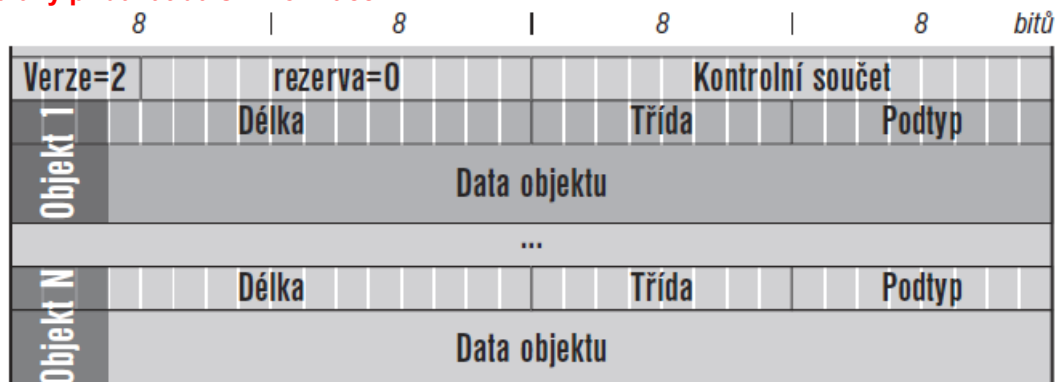 8 8 8 8 bitů
Verze=2 rezerva=0 Kontrolní součet
Objekt 1
Délka Třída Podtyp
Data objektu
...
Objekt N
Délka Třída Podtyp
Data objektu